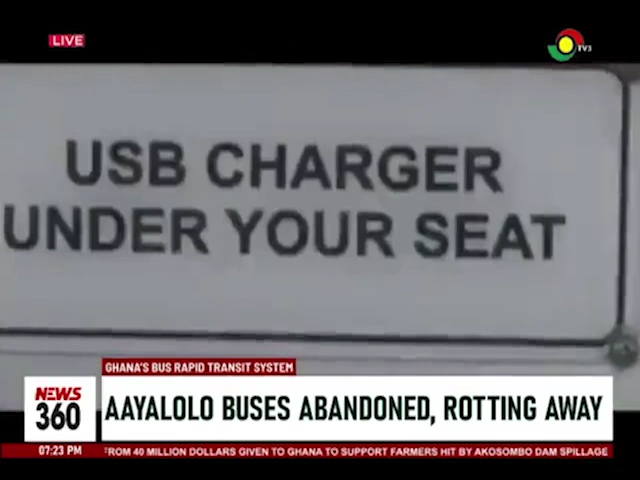 LIVE
TV3
USB CHARGER
UNDER YOUR SEAT
GHANA'S BUS RAPID TRANSIT SYSTEM
NEWS
360
AAYALOLO BUSES ABANDONED, ROTTING AWAY
07:23 PM
FROM 40 MILLION DOLLARS GIVEN TO GHANA TO SUPPORT FARMERS HIT BY AKOSOMBO DAM SPILLAGE